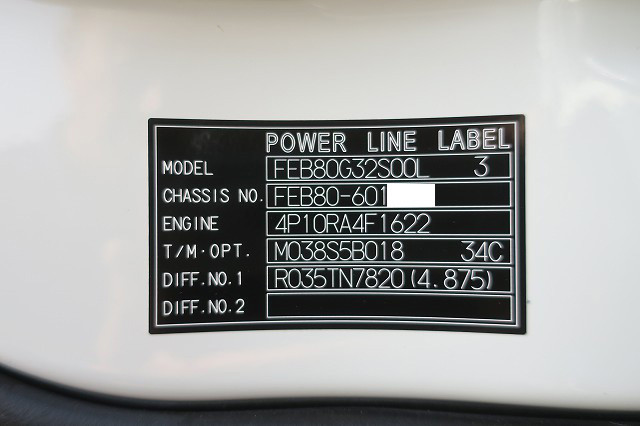 POWER LINE LABEL
MODEL FEB80G32S00L 3
CHASSIS NO. FEB80-601
ENGINE 4P10RA4F1622
T/M·OPT. M038S5B018 34C
DIFF.NO.1 R035TN7820(4.875)
DIFF.NO.2